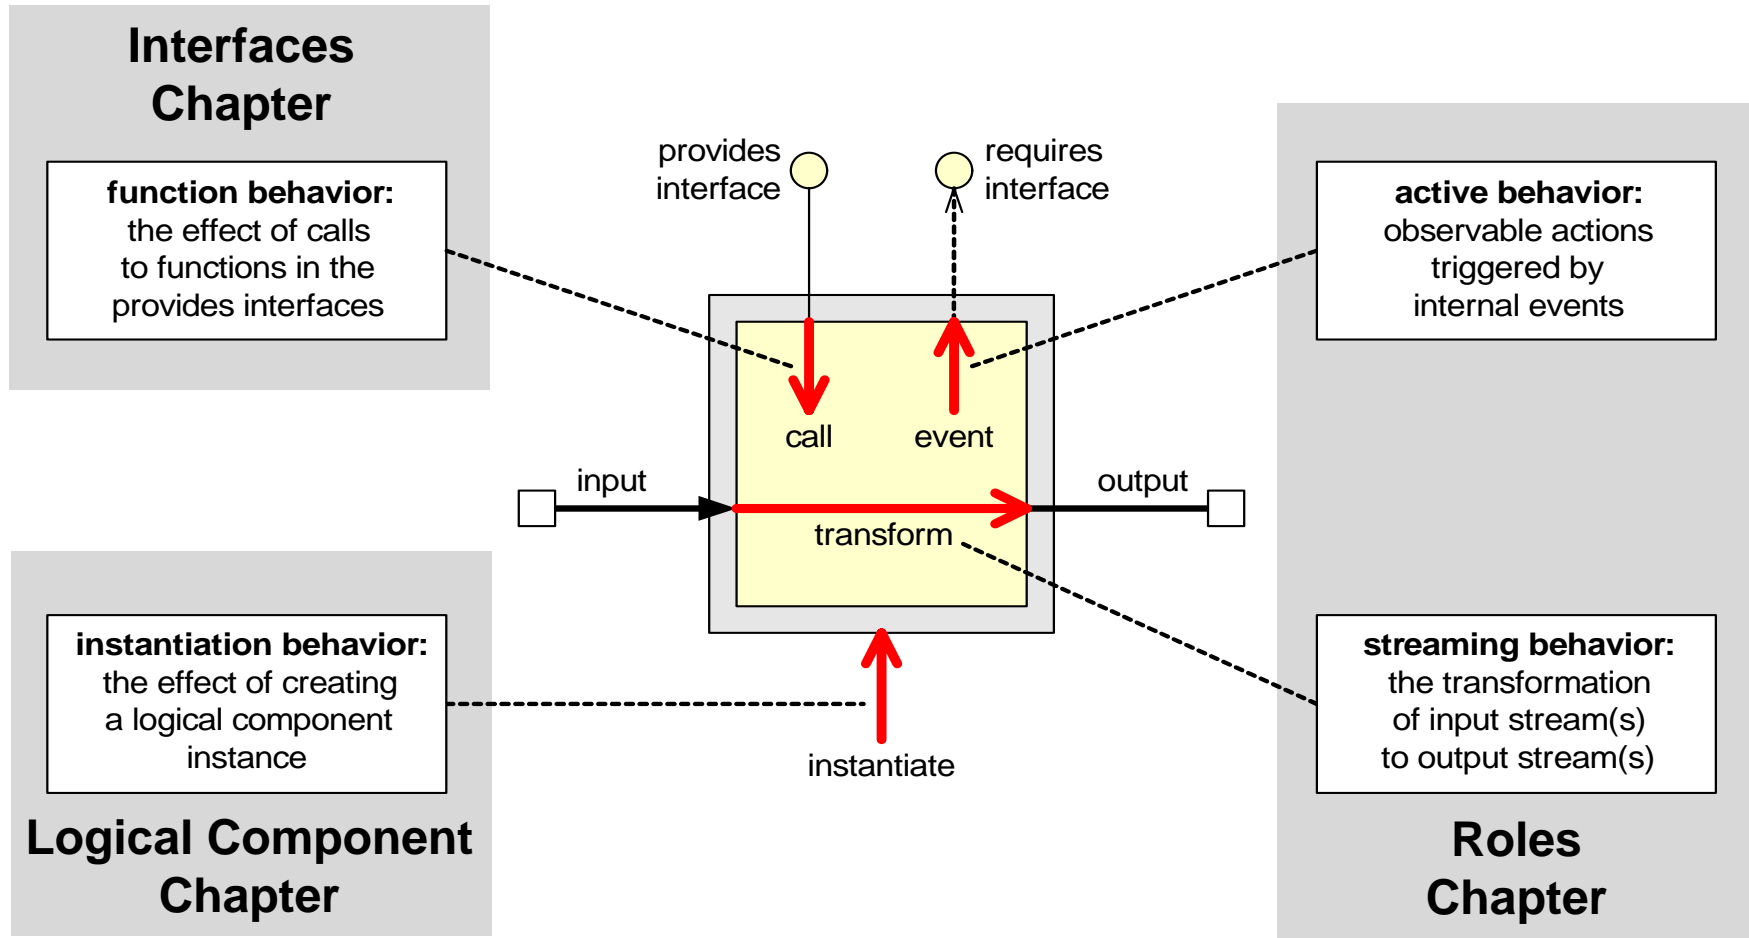 Interfaces
Chapter
function behavior:
the effect of calls
to functions in the
provides interfaces
provides
interface
requires
interface
active behavior:
observable actions
triggered by
internal events
call
event
input
output
transform
instantiation behavior:
the effect of creating
a logical component
instance
instantiate
streaming behavior:
the transformation
of input stream(s)
to output stream(s)
Logical Component
Chapter
Roles
Chapter